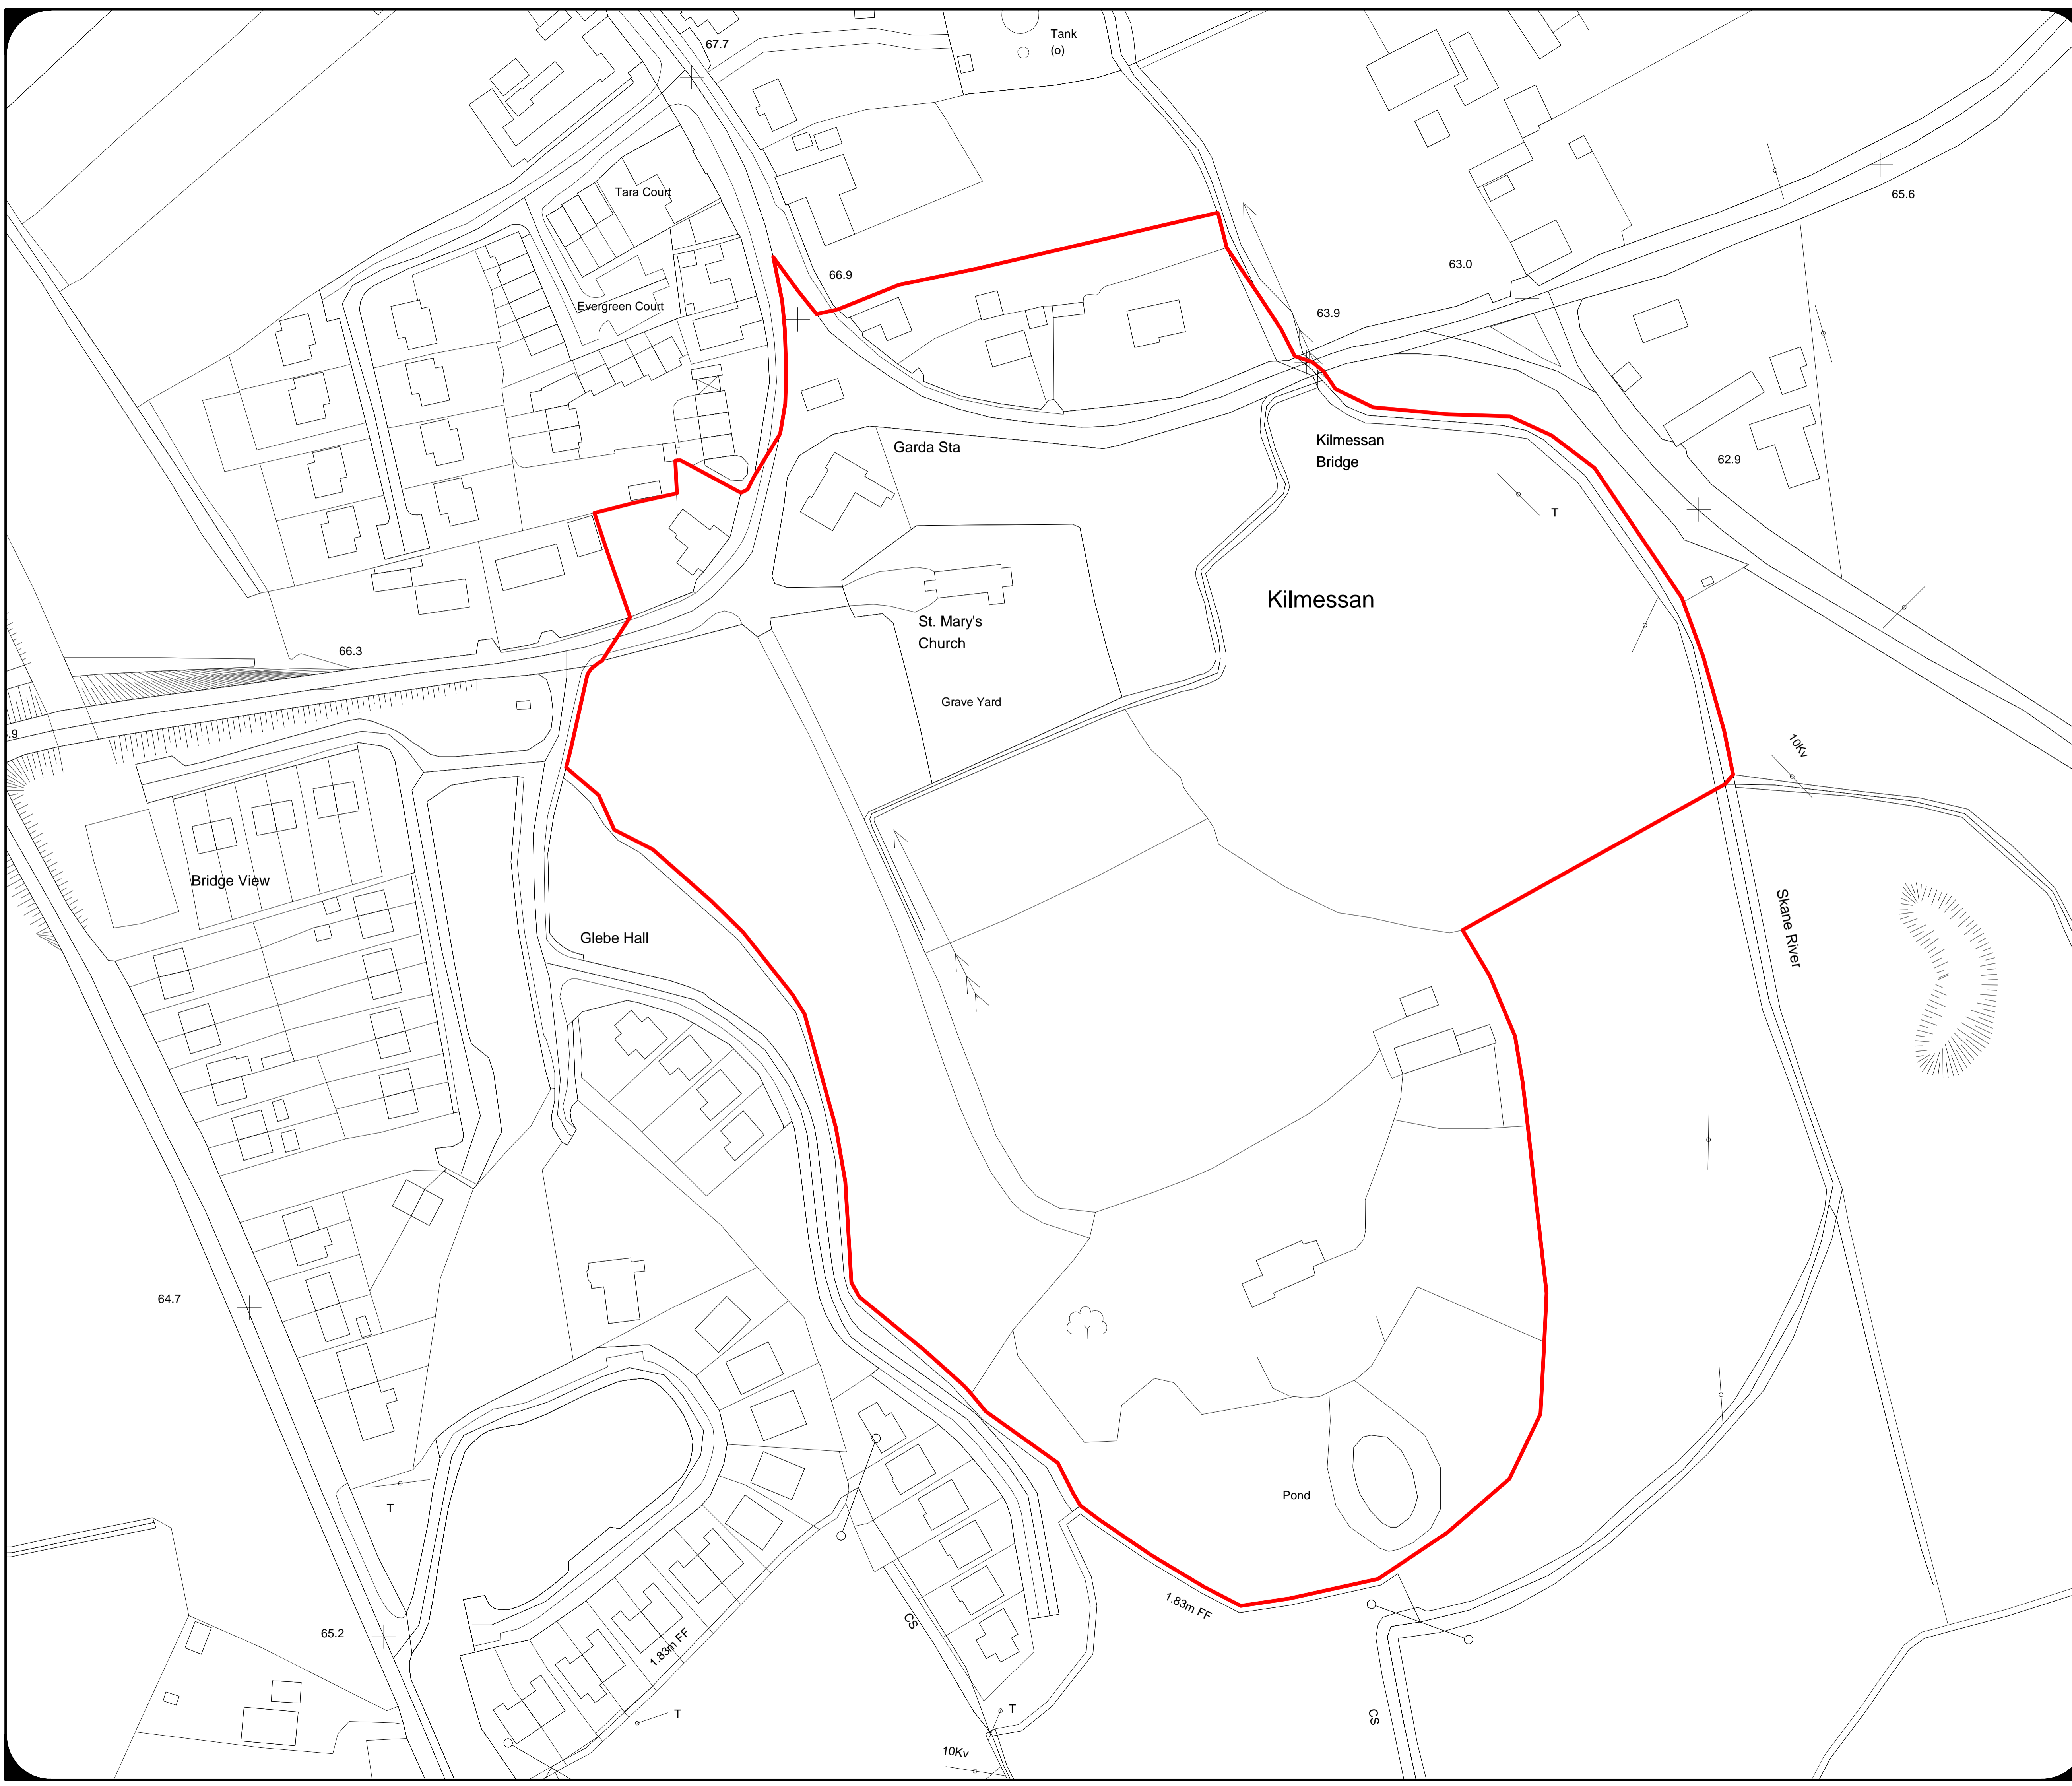 67.7
Tank
(o)
Tara Court
65.6
66.9
63.0
Evergreen Court
63.9
Garda Sta
Kilmessan
Bridge
62.9
T
Kilmessan
St. Mary's
Church
66.3
Grave Yard
.9
10Kv
Bridge View
Skane River
Glebe Hall
64.7
Pond
T
1.83m FF
CS
65.2
1.83m FF
T
T
CS
10Kv